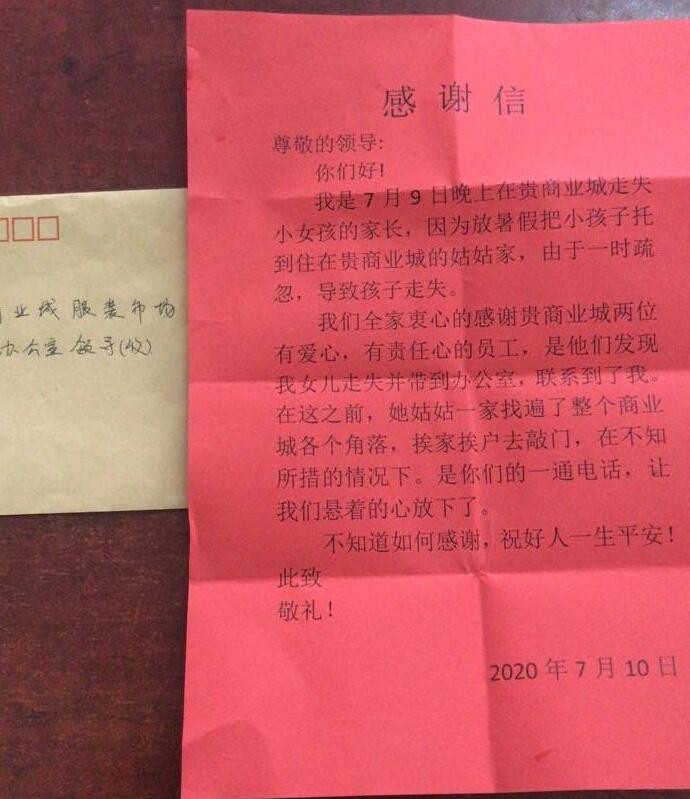 感谢信
尊敬的领导:
你们好!
我是7月9日晚上在贵商业城走失
小女孩的家长，因为放暑假把小孩子托
到住在贵商业城的姑姑家，由于一时疏
忽，导致孩子走失。
我们全家衷心的感谢贵商业城两位
有爱心，有责任心的员工，是他们发现
我女儿走失并带到办公室，联系到了我。
在这之前，她姑姑一家找遍了整个商业
城各个角落，挨家挨户去敲门，在不知
所措的情况下。是你们的一通电话，让
我们悬着的心放下了。
不知道如何感谢，祝好人一生平安！
此致
敬礼！
2020年7月10日
业城服装市场
办公室领导(收)